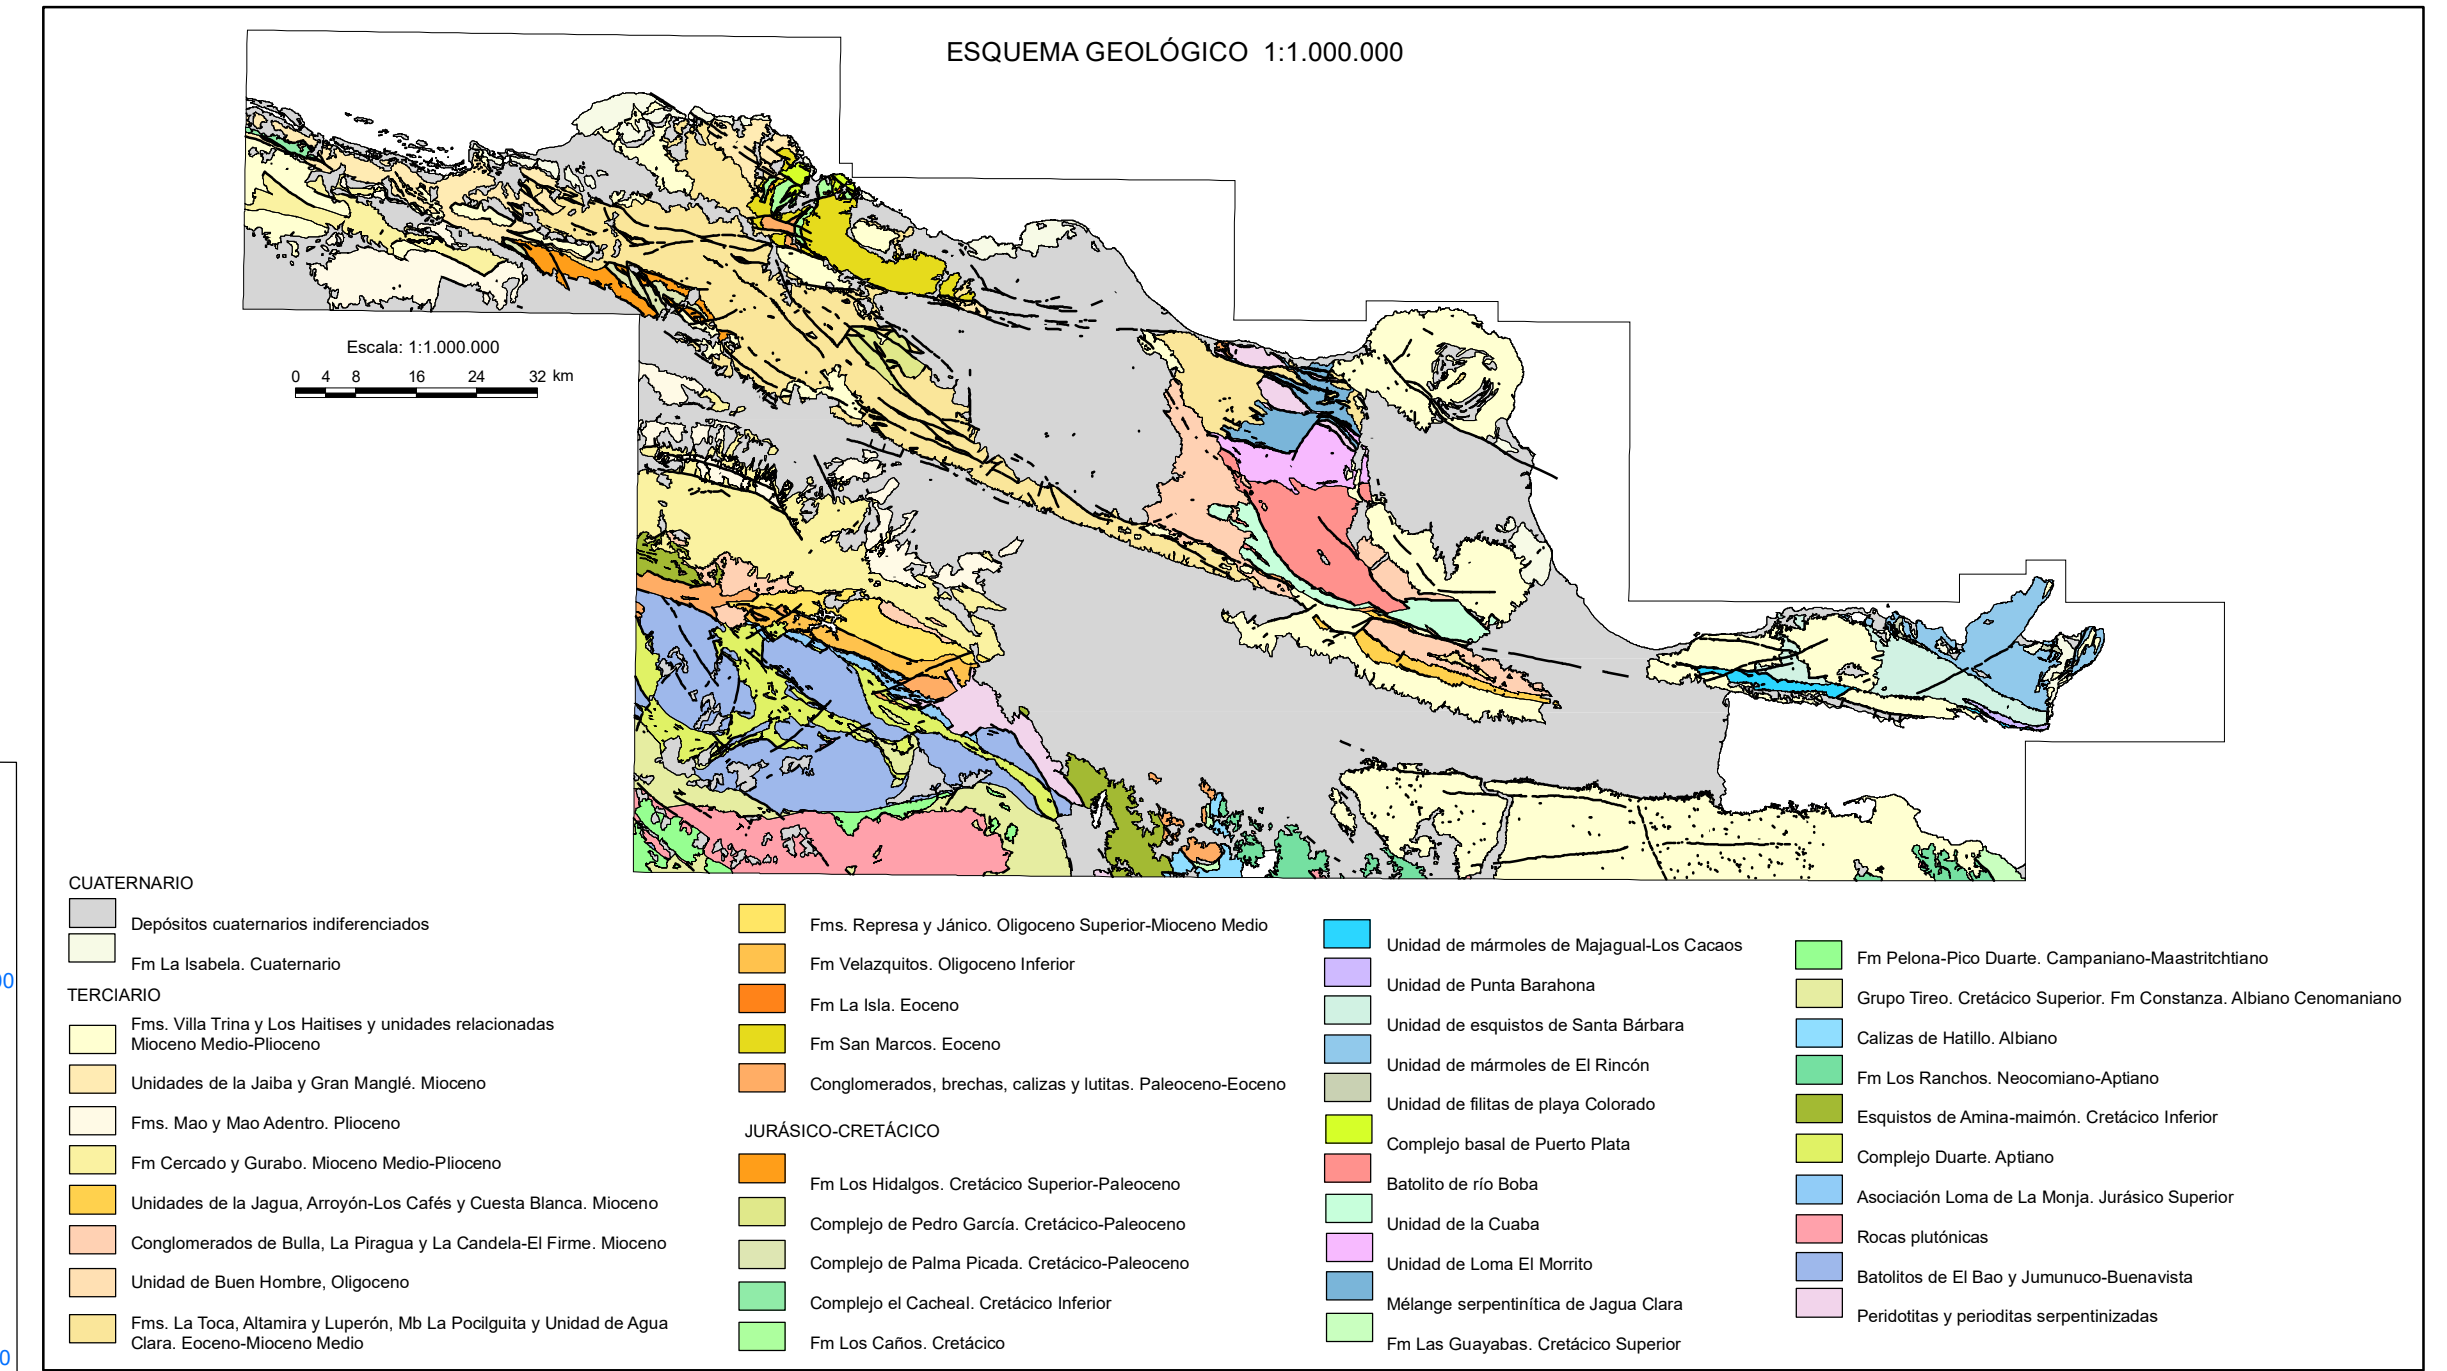 ESQUEMA GEOLÓGICO 1:1.000.000
Escala: 1:1.000.000
0 4 8 16 24 32 km
CUATERNARIO
Depósitos cuaternarios indiferenciados
Fm La Isabela. Cuaternario
TERCIARIO
Fms. Villa Trina y Los Haitises y unidades relacionadas
Mioceno Medio-Plioceno
Unidades de la Jaiba y Gran Manglé. Mioceno
Fms. Mao y Mao Adentro. Plioceno
Fm Cercado y Gurabo. Mioceno Medio-Plioceno
Unidades de la Jagua, Arroyón-Los Cafés y Cuesta Blanca. Mioceno
Conglomerados de Bulla, La Piragua y La Candela-El Firme. Mioceno
Unidad de Buen Hombre, Oligoceno
Fms. La Toca, Altamira y Luperón, Mb La Pocilguita y Unidad de Agua
Clara. Eoceno-Mioceno Medio
Fms. Represa y Jánico. Oligoceno Superior-Mioceno Medio
Fm Velazquitos. Oligoceno Inferior
Fm La Isla. Eoceno
Fm San Marcos. Eoceno
Conglomerados, brechas, calizas y lutitas. Paleoceno-Eoceno
JURÁSICO-CRETÁCICO
Fm Los Hidalgos. Cretácico Superior-Paleoceno
Complejo de Pedro García. Cretácico-Paleoceno
Complejo de Palma Picada. Cretácico-Paleoceno
Complejo el Cacheal. Cretácico Inferior
Fm Los Caños. Cretácico
Unidad de mármoles de Majagual-Los Cacaos
Unidad de Punta Barahona
Unidad de esquistos de Santa Bárbara
Unidad de mármoles de El Rincón
Unidad de filitas de playa Colorado
Complejo basal de Puerto Plata
Batolito de río Boba
Unidad de la Cuaba
Unidad de Loma El Morrito
Mélange serpentinítica de Jagua Clara
Fm Las Guayabas. Cretácico Superior
Fm Pelona-Pico Duarte. Campaniano-Maastritchtiano
Grupo Tireo. Cretácico Superior. Fm Constanza. Albiano Cenomaniano
Calizas de Hatillo. Albiano
Fm Los Ranchos. Neocomiano-Aptiano
Esquistos de Amina-maimón. Cretácico Inferior
Complejo Duarte. Aptiano
Asociación Loma de La Monja. Jurásico Superior
Rocas plutónicas
Batolitos de El Bao y Jumunuco-Buenavista
Peridotitas y perioditas serpentinizadas